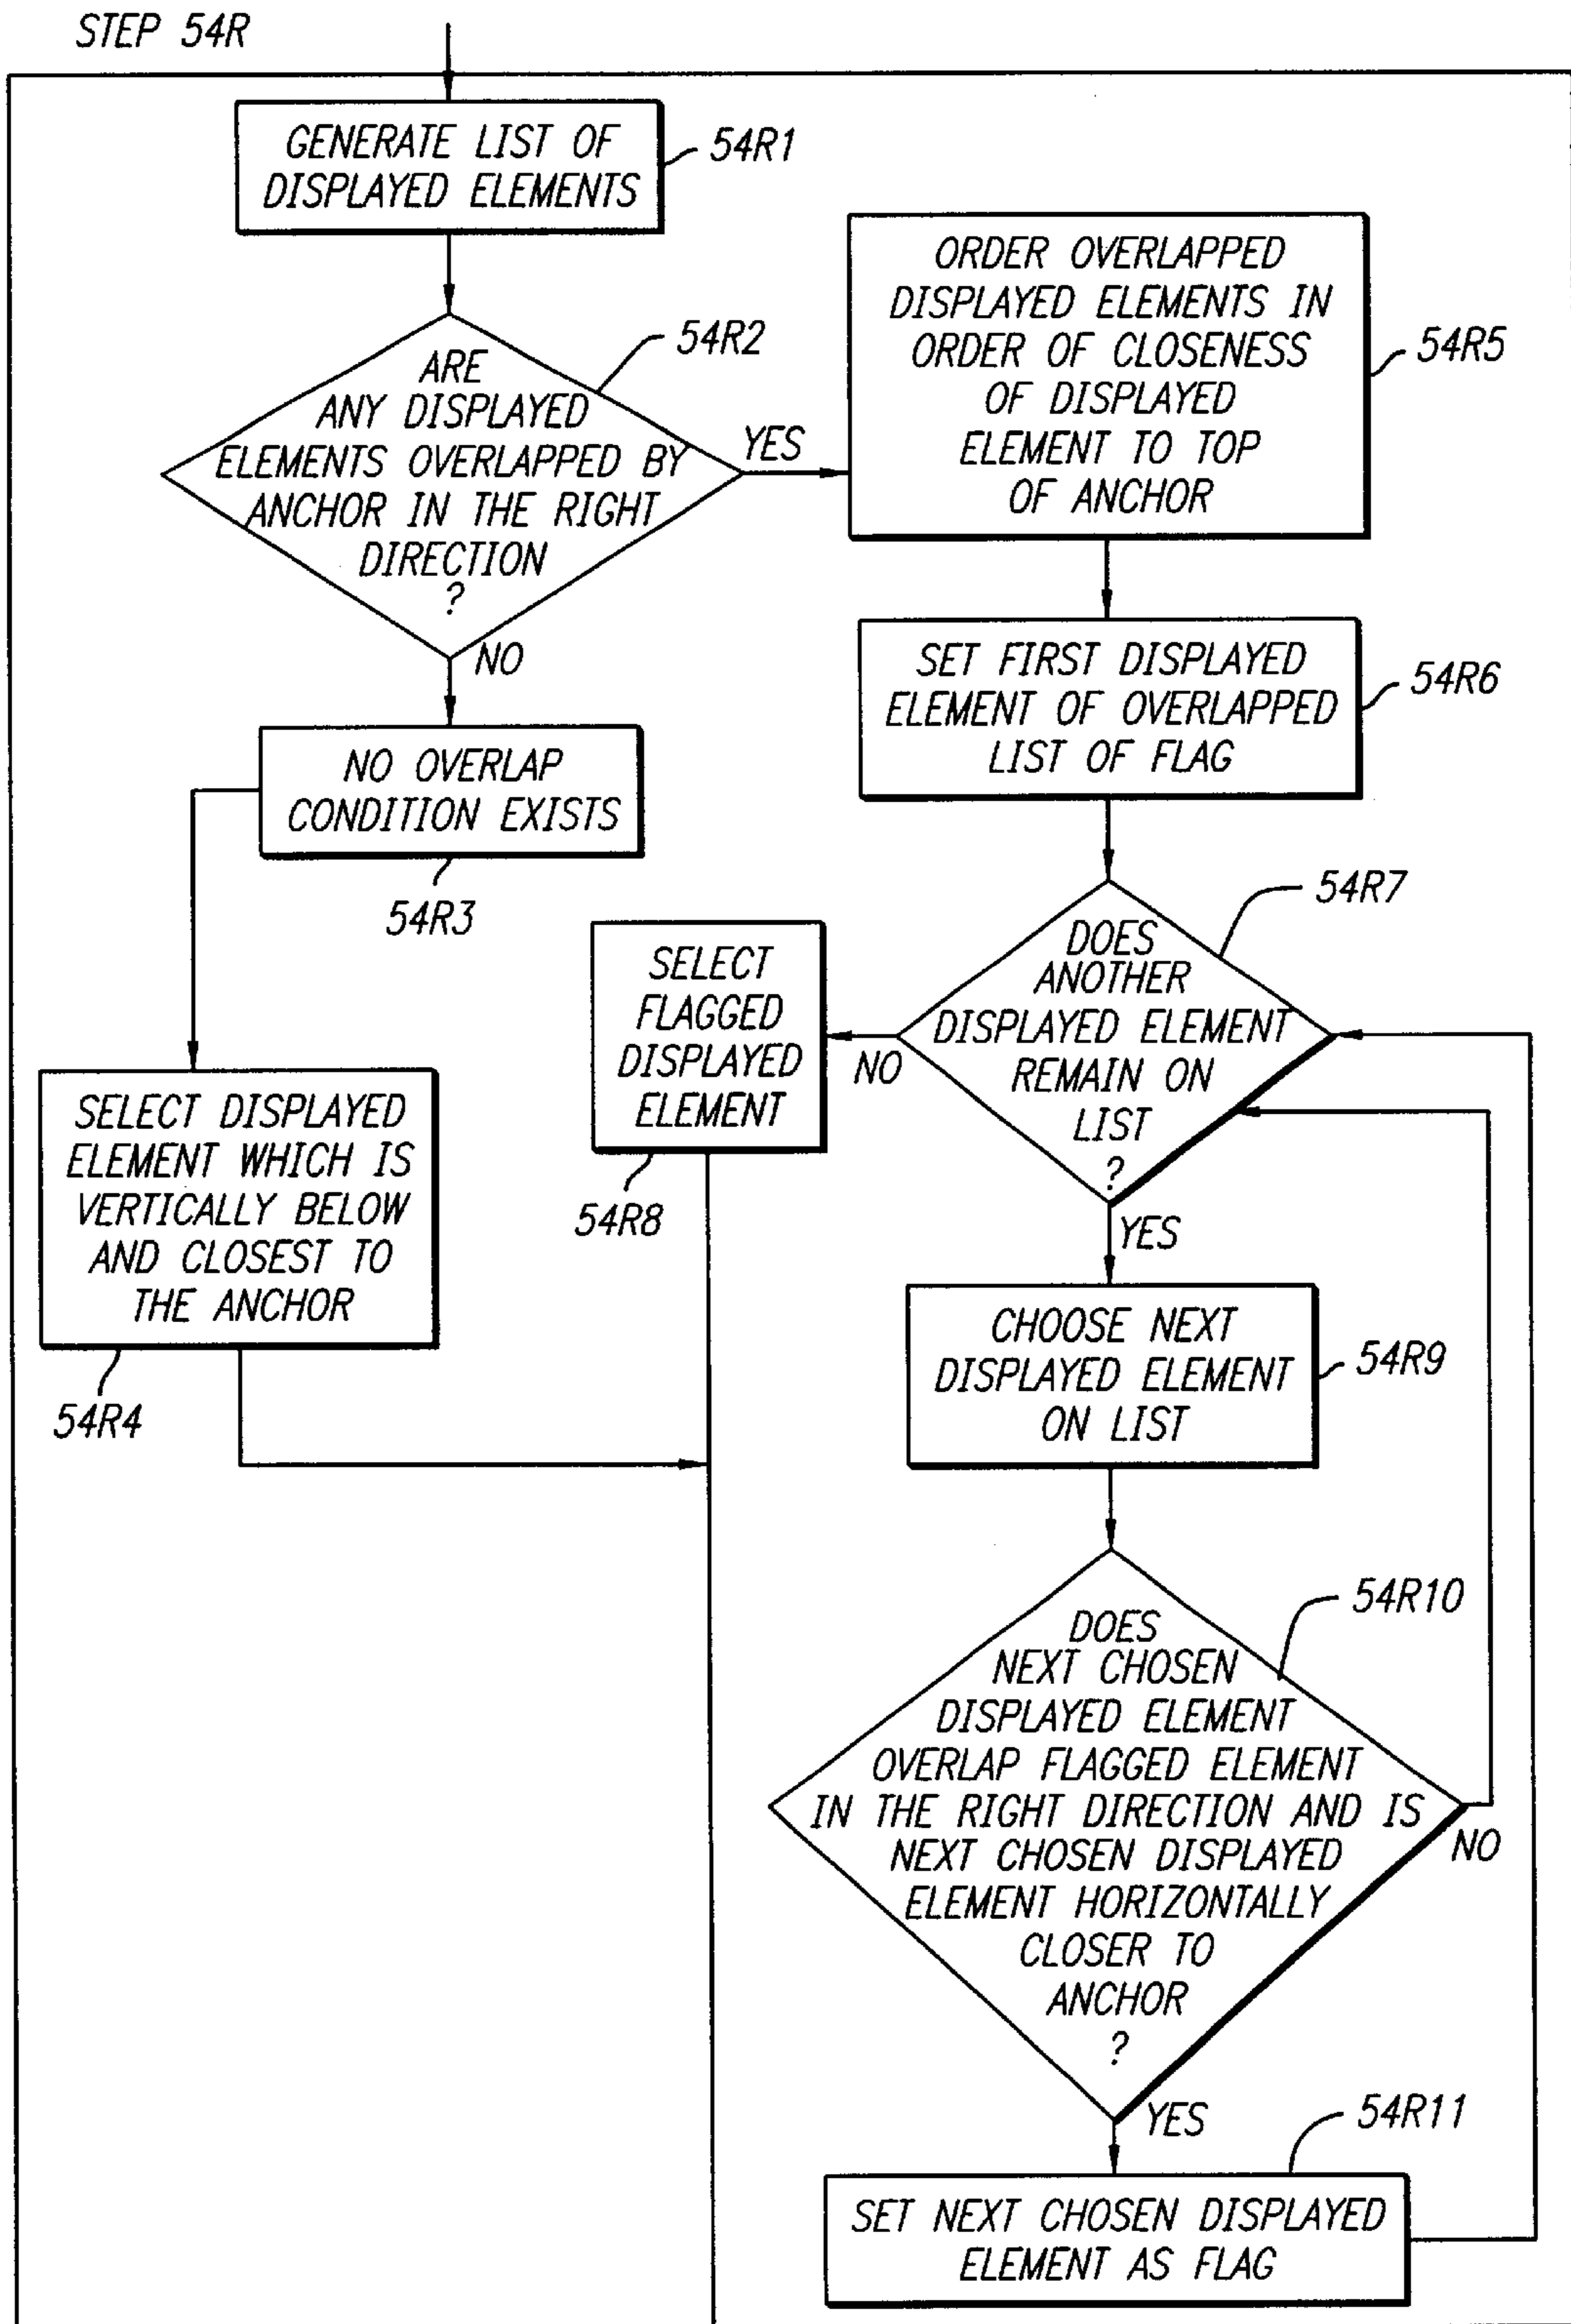 STEP 54R
GENERATE LIST OF
DISPLAYED ELEMENTS
54R1
ARE
ANY DISPLAYED
ELEMENTS OVERLAPPED BY
ANCHOR IN THE RIGHT
DIRECTION
?
54R2
YES
NO
NO OVERLAP
CONDITION EXISTS
54R3
SELECT DISPLAYED
ELEMENT WHICH IS
VERTICALLY BELOW
AND CLOSEST TO
THE ANCHOR
54R4
ORDER OVERLAPPED
DISPLAYED ELEMENTS IN
ORDER OF CLOSENESS
OF DISPLAYED
ELEMENT TO TOP
OF ANCHOR
54R5
SET FIRST DISPLAYED
ELEMENT OF OVERLAPPED
LIST OF FLAG
54R6
DOES
ANOTHER
DISPLAYED ELEMENT
REMAIN ON
LIST
?
54R7
NO
SELECT
FLAGGED
DISPLAYED
ELEMENT
54R8
YES
CHOOSE NEXT
DISPLAYED ELEMENT
ON LIST
54R9
DOES
NEXT CHOSEN
DISPLAYED ELEMENT
OVERLAP FLAGGED ELEMENT
IN THE RIGHT DIRECTION AND IS
NEXT CHOSEN DISPLAYED
ELEMENT HORIZONTALLY
CLOSER TO
ANCHOR
?
54R10
NO
YES
SET NEXT CHOSEN DISPLAYED
ELEMENT AS FLAG
54R11